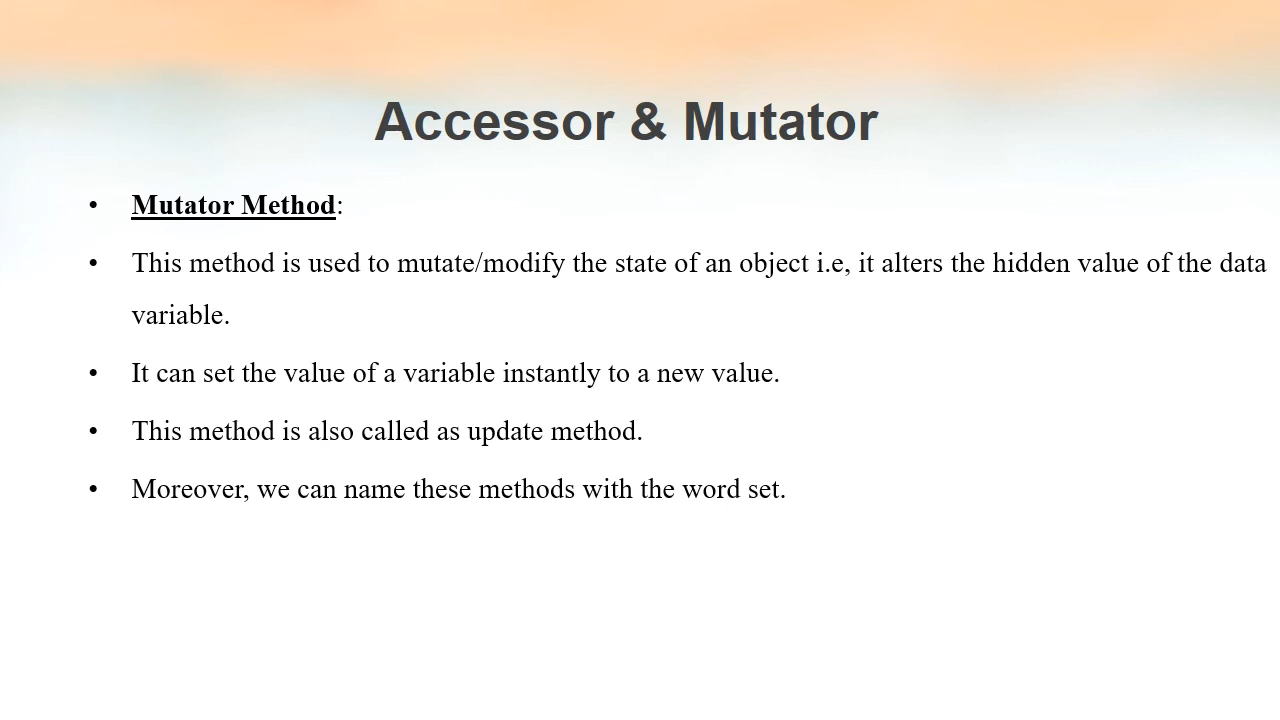 Accessor & Mutator
• Mutator Method:
• This method is used to mutate/modify the state of an object i.e, it alters the hidden value of the data
variable.
• It can set the value of a variable instantly to a new value.
• This method is also called as update method.
• Moreover, we can name these methods with the word set.